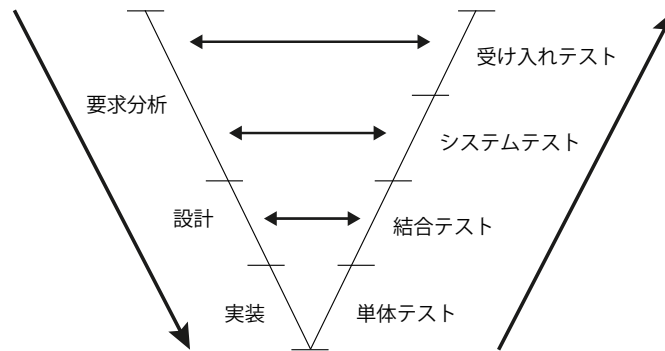 受け入れテスト
要求分析
システムテスト
設計
結合テスト
実装
単体テスト